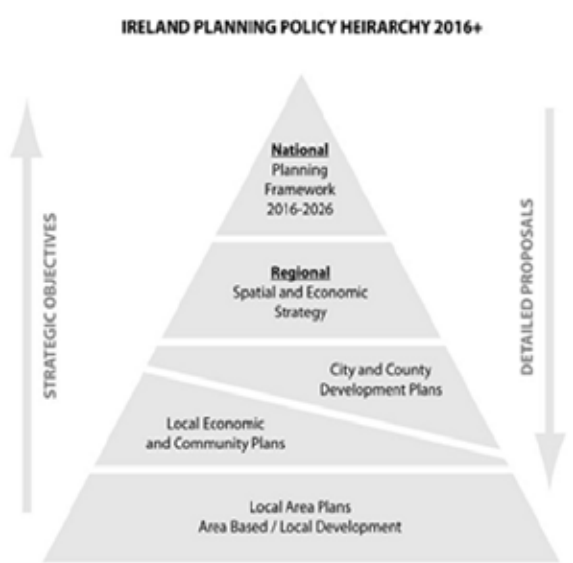 IRELAND PLANNING POLICY HEIRARCHY 2016+
National
Planning
Framework
2016-2026
Regional
Spatial and Economic
Strategy
City and County
Development Plans
Local Economic
and Community Plans
Local Area Plans
Area Based / Local Development
STRATEGIC OBJECTIVES
DETAILED PROPOSALS